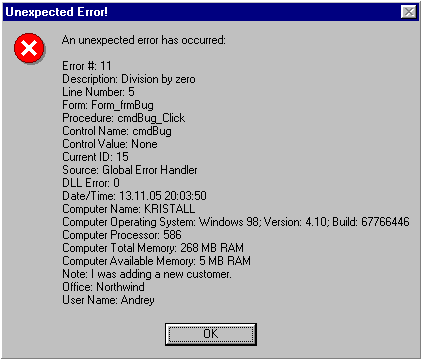 Unexpected Error!
An unexpected error has occurred:
Error #: 11
Description: Division by zero
Line Number: 5
Form: Form_frmBug
Procedure: cmdBug_Click
Control Name: cmdBug
Control Value: None
Current ID: 15
Source: Global Error Handler
DLL Error: 0
Date/Time: 13.11.05 20:03:50
Computer Name: KRISTALL
Computer Operating System: Windows 98; Version: 4.10; Build: 67766446
Computer Processor: 586
Computer Total Memory: 268 MB RAM
Computer Available Memory: 5 MB RAM
Note: I was adding a new customer.
Office: Northwind
User Name: Andrey
OK